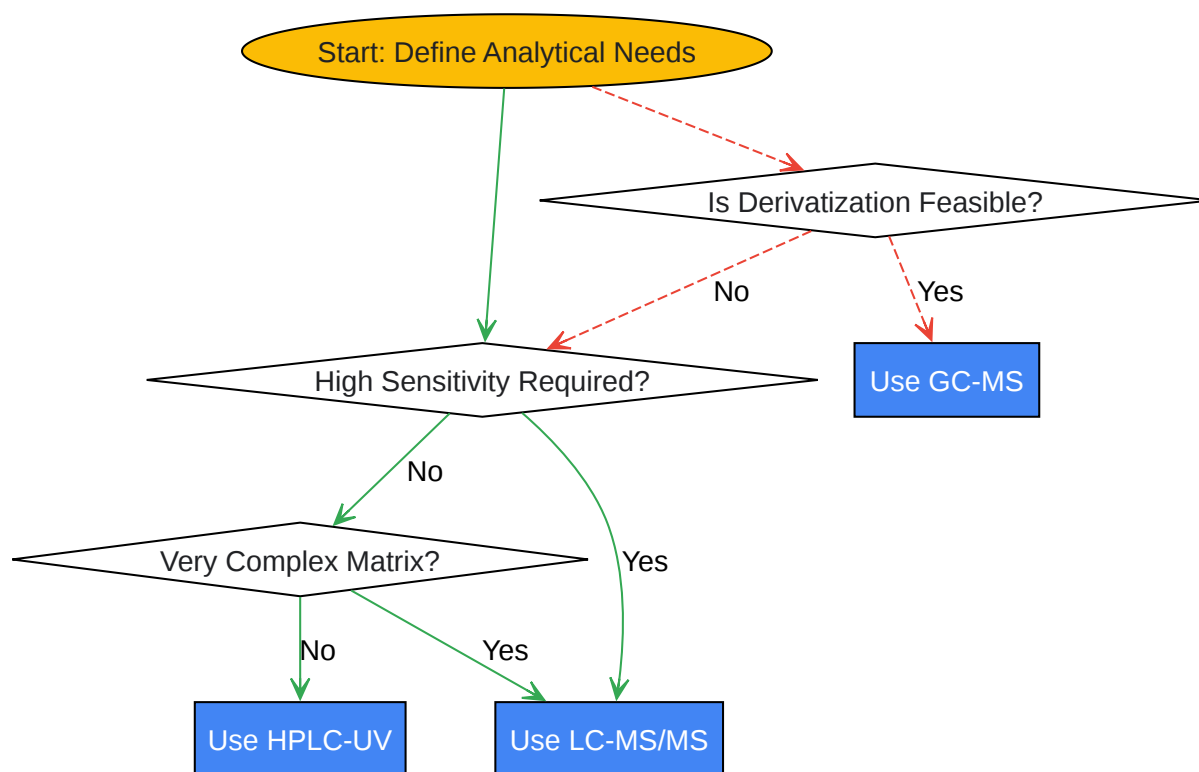 Start: Define Analytical Needs
Is Derivatization Feasible?
No
Yes
High Sensitivity Required?
Use GC-MS
No
Very Complex Matrix?
Yes
No
Yes
Use HPLC-UV
Use LC-MS/MS